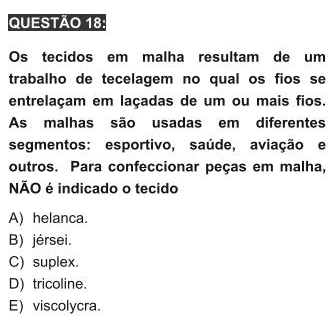 QUESTÃO 18:
Os tecidos em malha resultam de um
trabalho de tecelagem no qual os fios se
entrelaçam em laçadas de um ou mais fios.
As malhas são usadas em diferentes
segmentos: esportivo, saúde, aviação e
outros. Para confeccionar peças em malha,
NÃO é indicado o tecido
A) helanca.
B) jérsei.
C) suplex.
D) tricoline.
E) viscolycra.